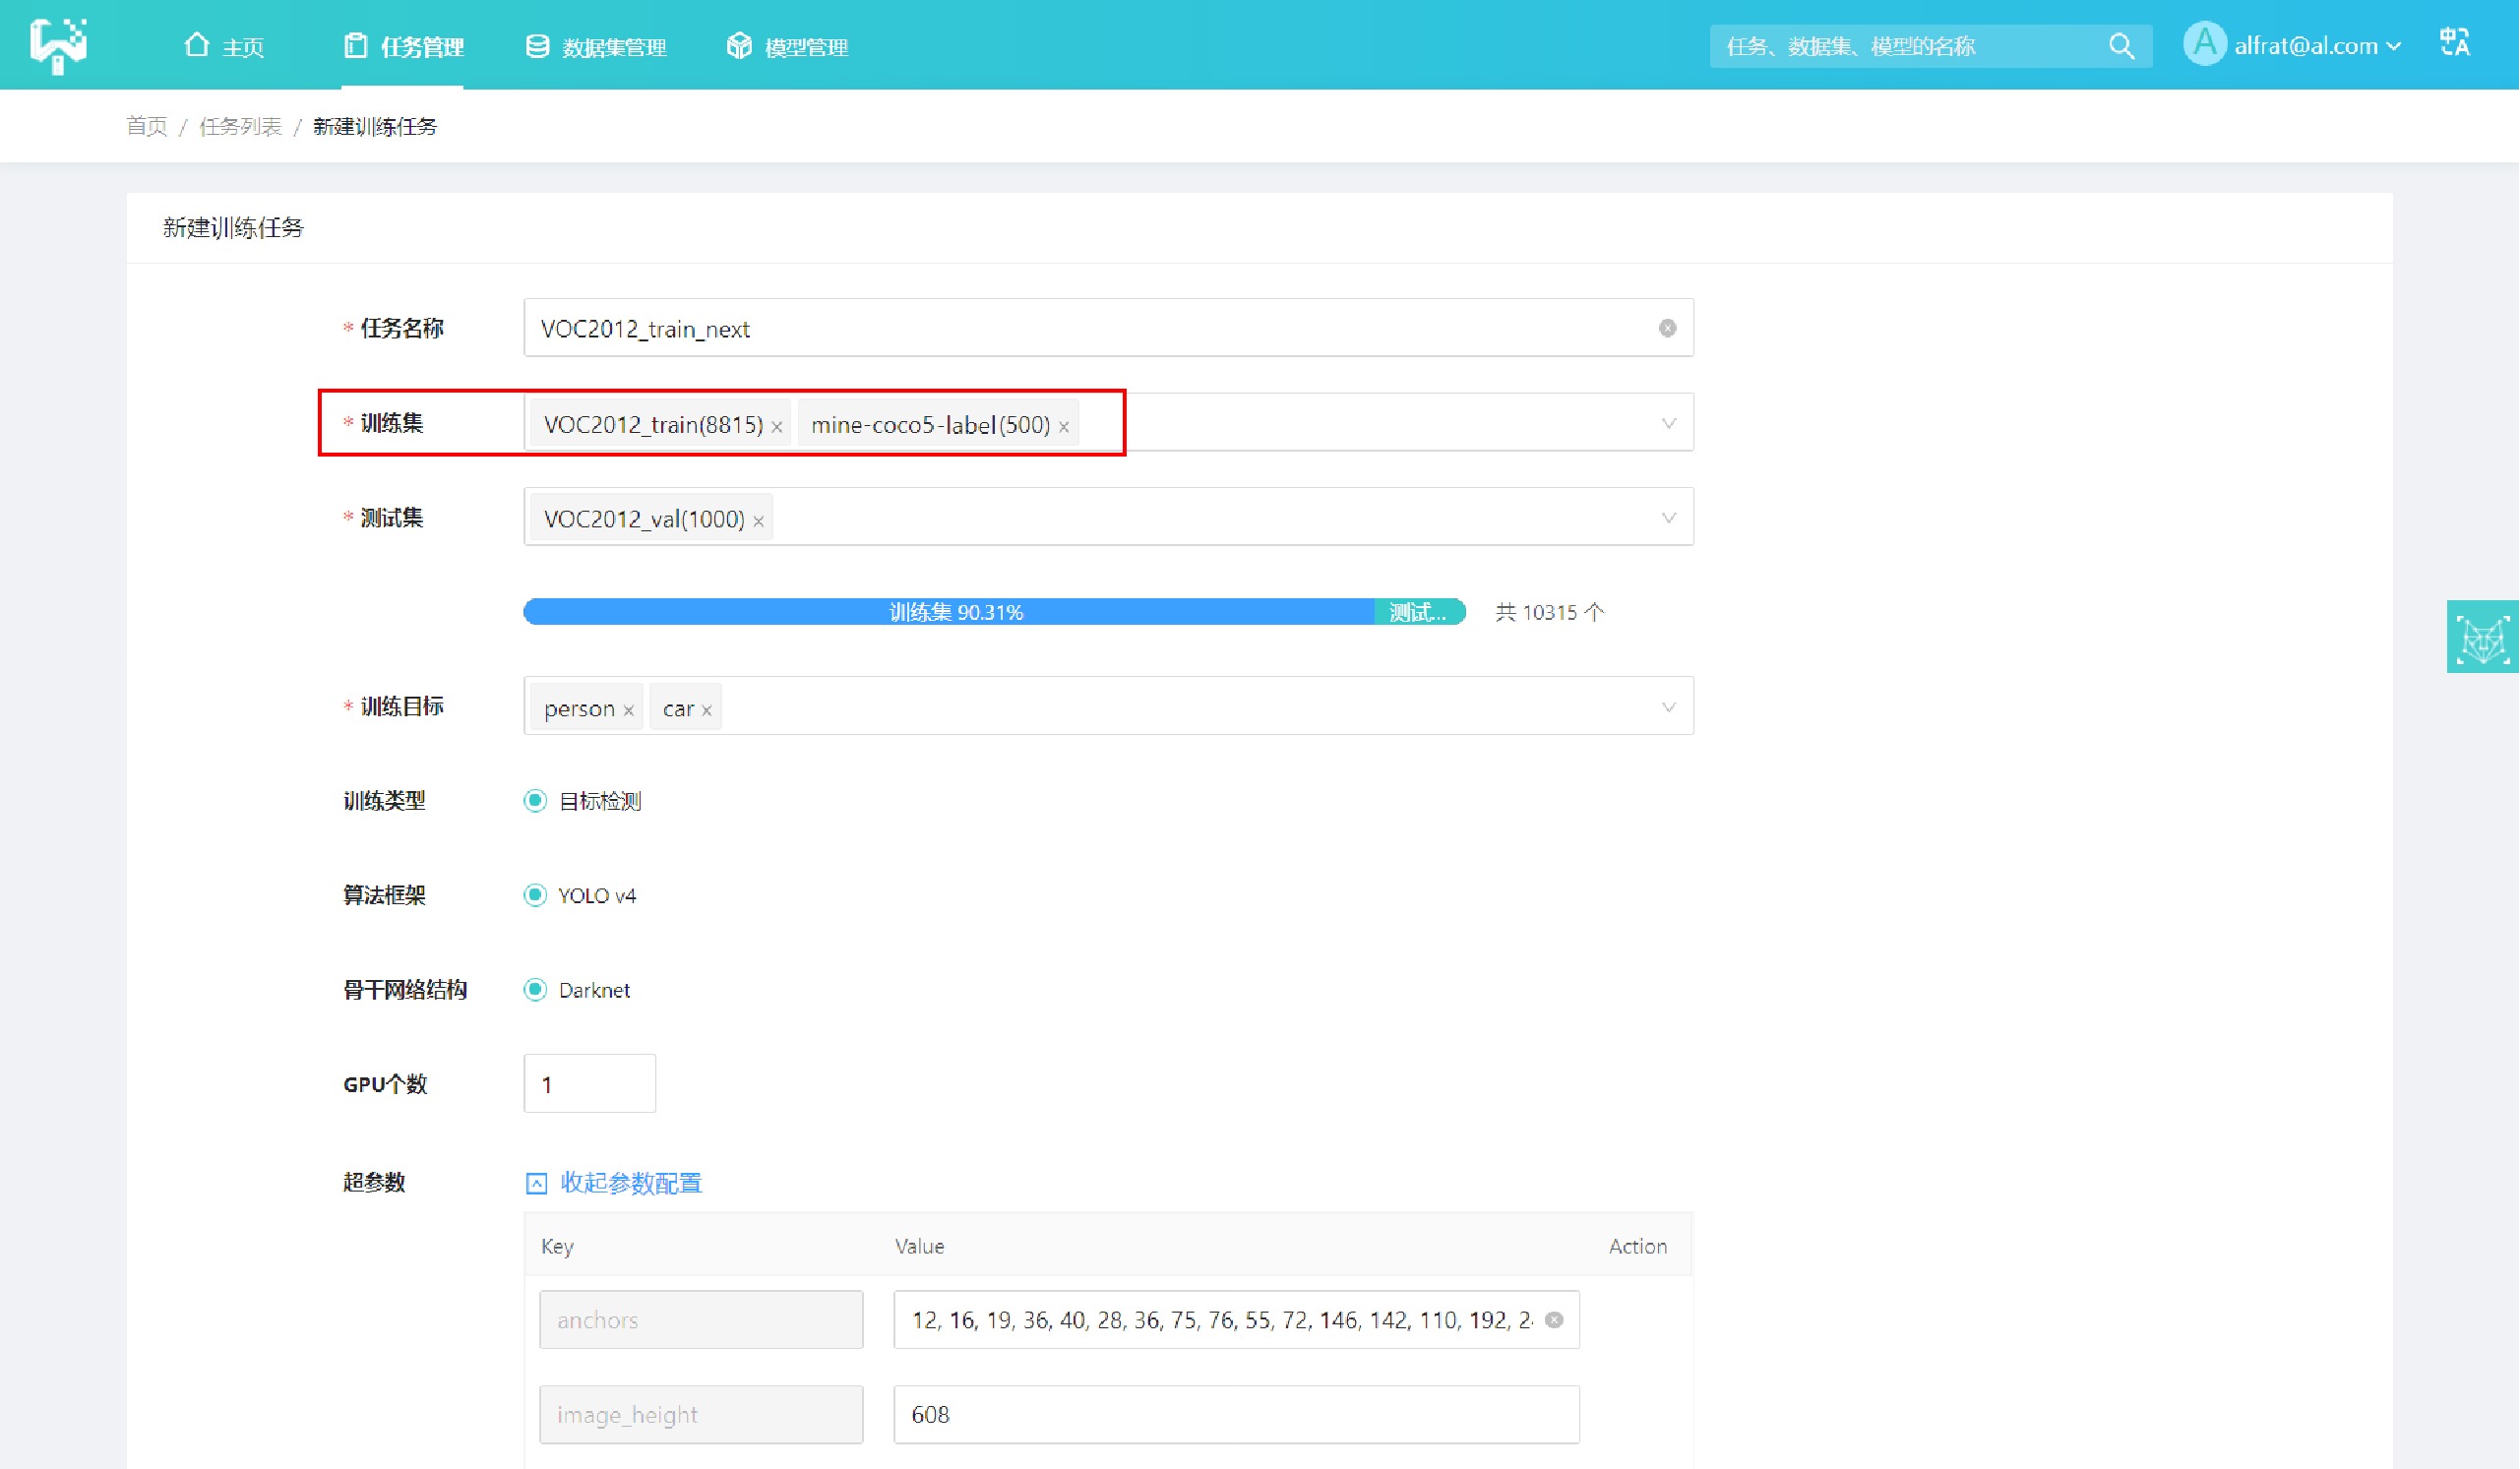 主页 任务管理 数据集管理 模型管理 任务、数据集、模型的名称 A alfrat@al.com 中 A
首页 / 任务列表 / 新建训练任务
新建训练任务
* 任务名称 VOC2012_train_next
* 训练集 VOC2012_train(8815) × mine-coco5-label(500) ×
* 测试集 VOC2012_val(1000) ×
训练集 90.31% 测试... 共 10315 个
* 训练目标 person × car ×
训练类型 目标检测
算法框架 YOLO v4
骨干网络结构 Darknet
GPU个数 1
超参数 收起参数配置
Key Value Action
anchors 12, 16, 19, 36, 40, 28, 36, 75, 76, 55, 72, 146, 142, 110, 192, 2
image_height 608